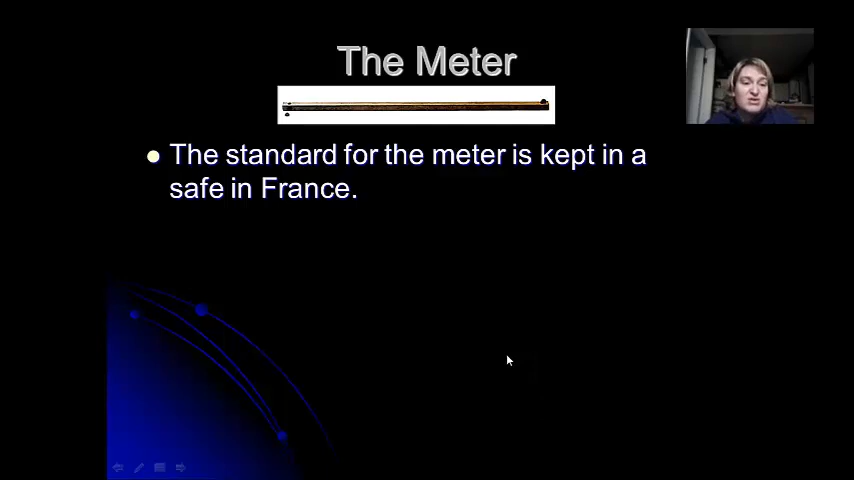 The Meter
The standard for the meter is kept in a
safe in France.